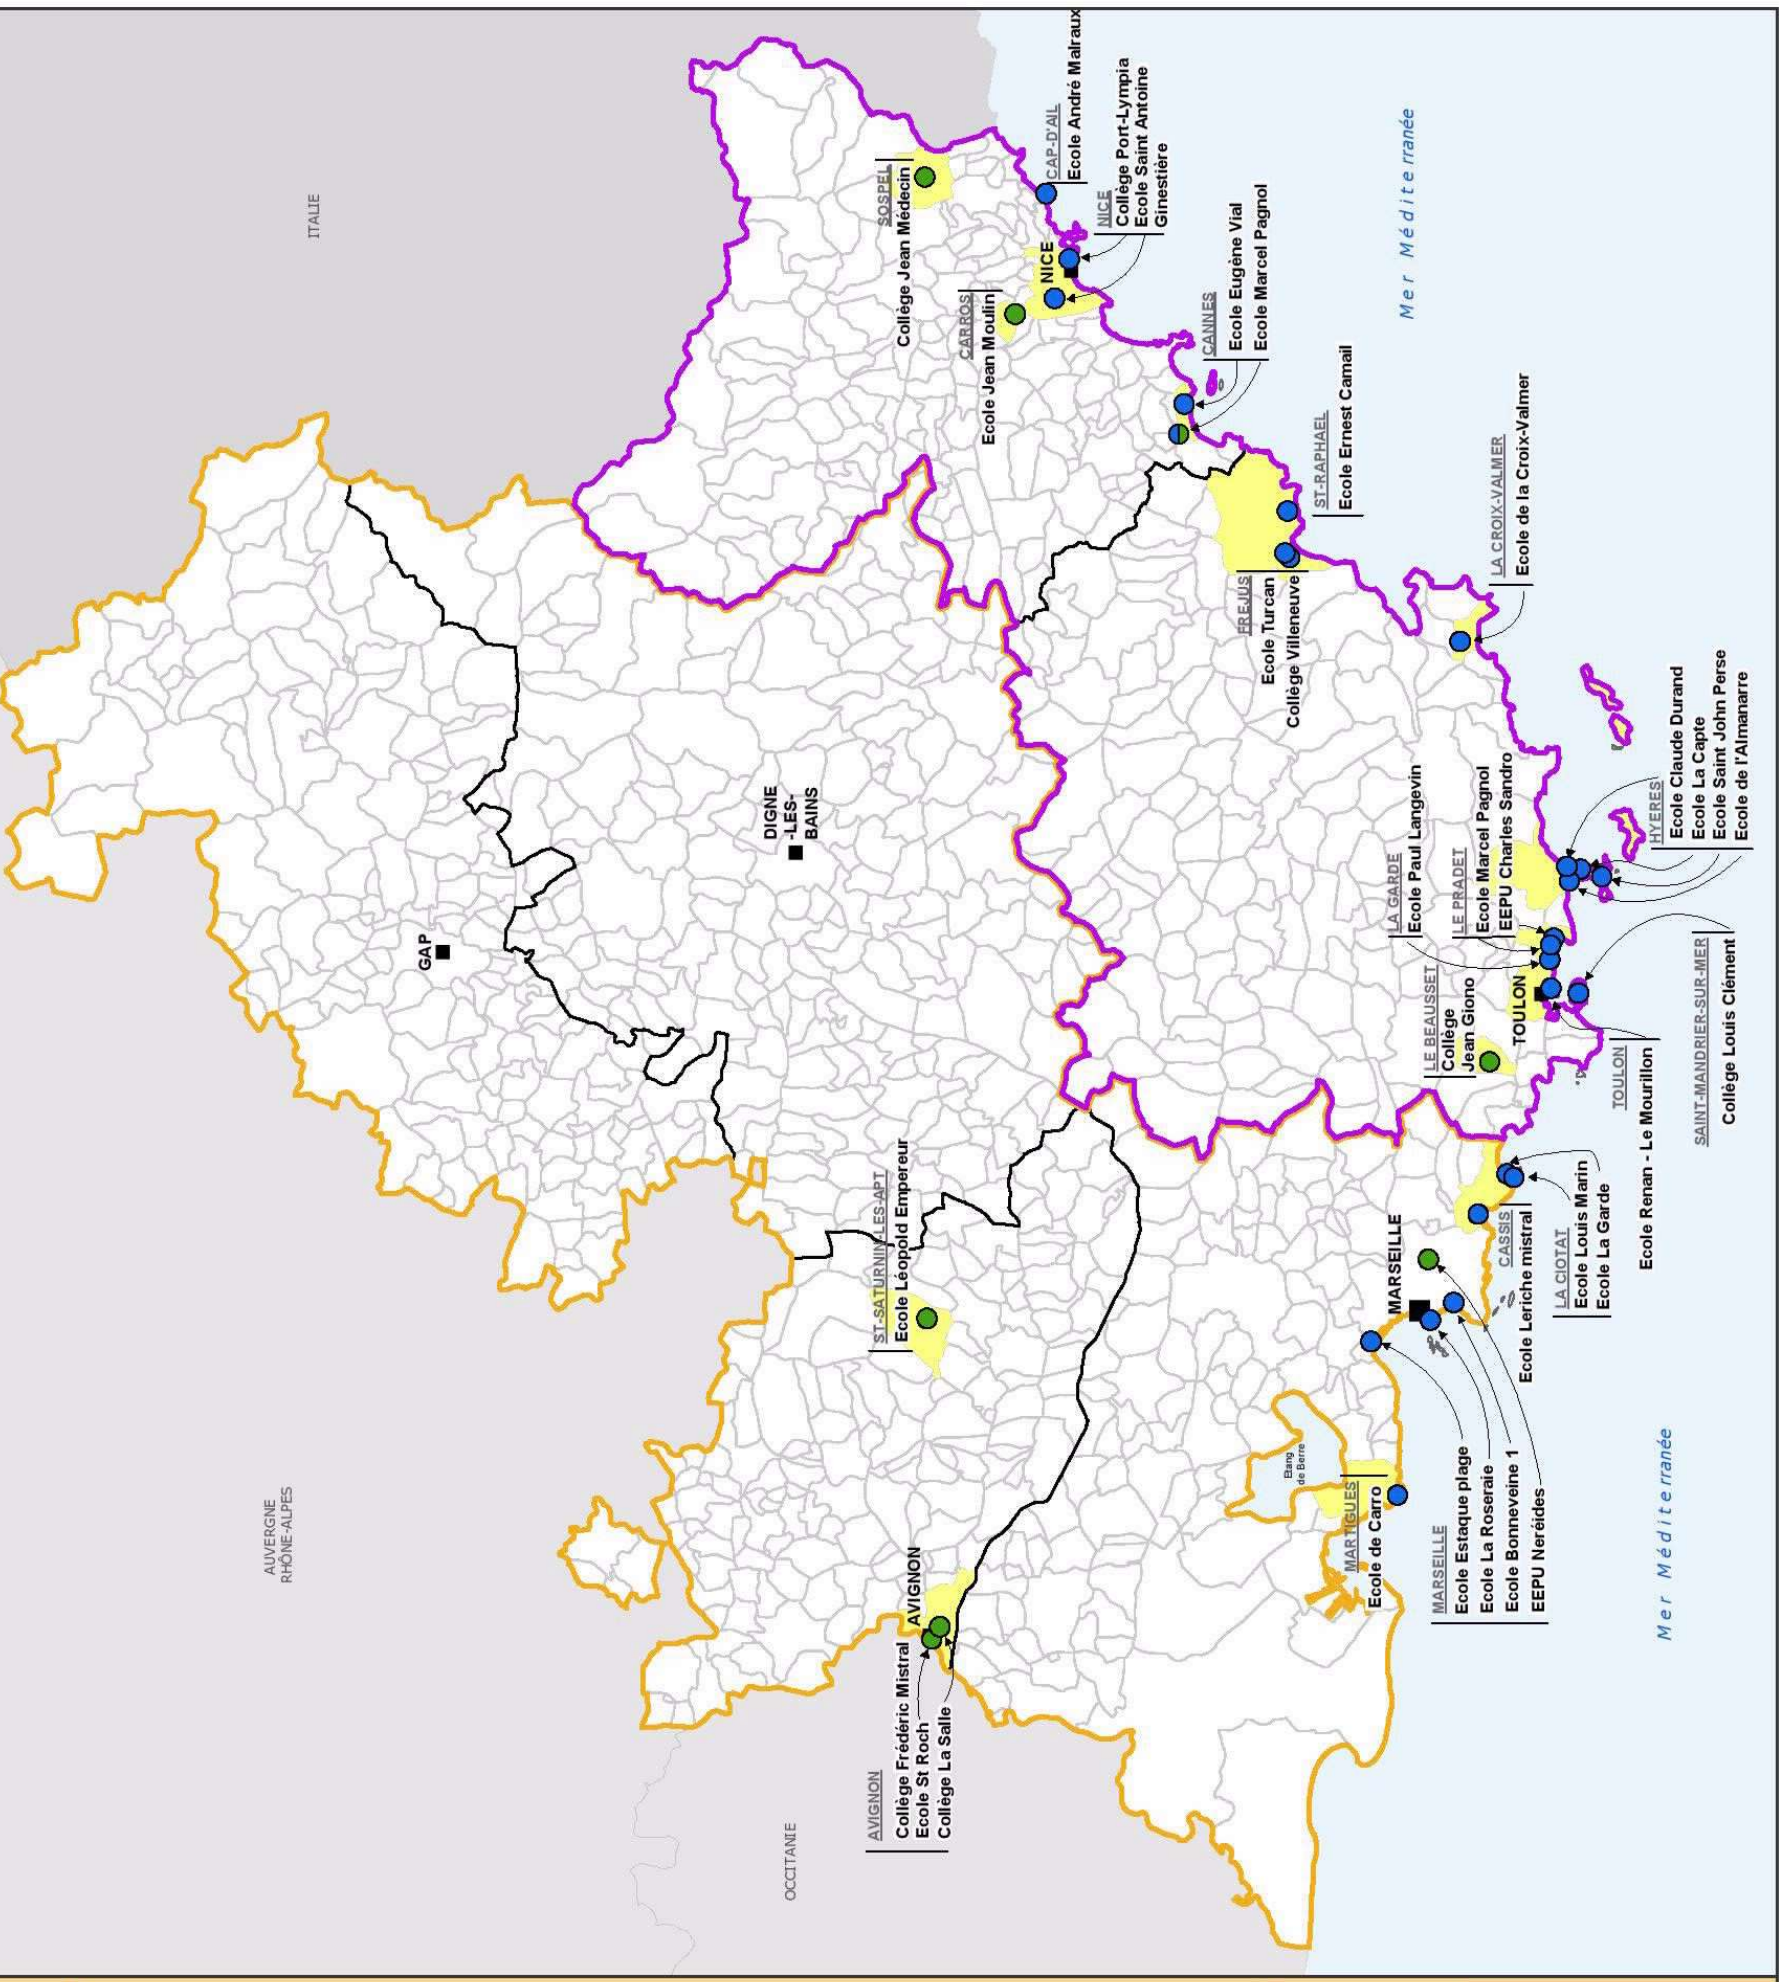 ITALIE
AUVERGNE
RHÔNE-ALPES
OCCITANIE
GAP
DIGNE
-LES-
BAINS
SOSPEL
Collège Jean Médecin
CARROS
Ecole Jean Moulin
CAP-D'AIL
Ecole André Malraux
NICE
NICE
Collège Port-Lympia
Ecole Saint Antoine
Ginestière
CANNES
Ecole Eugène Vial
Ecole Marcel Pagnol
Mer Méditerranée
ST-RAPHAEL
Ecole Ernest Camail
FREJUS
Ecole Turcan
Collège Villeneuve
LA CROIX-VALMER
Ecole de la Croix-Valmer
HYERES
Ecole Claude Durand
Ecole La Capte
Ecole Saint John Perse
Ecole de l'Almanarre
LA GARDE
Ecole Paul Langevin
LE PRADET
Ecole Marcel Pagnol
EEPU Charles Sandro
LE BEAUSSET
Collège
Jean Giono
TOULON
TOULON
Ecole Renan - Le Mourillon
SAINT-MANDRIER-SUR-MER
Collège Louis Clément
ST-SATURNIN-LES-APT
Ecole Léopold Empereur
MARSEILLE
CASSIS
Ecole Leriche mistral
LA CIOTAT
Ecole Louis Marin
Ecole La Garde
Etang
de Berre
MARTIGUES
Ecole de Carro
MARSEILLE
Ecole Estaque plage
Ecole La Roseraie
Ecole Bonneveine 1
EEPU Neréides
AVIGNON
AVIGNON
Collège Frédéric Mistral
Ecole St Roch
Collège La Salle
Mer Méditerranée